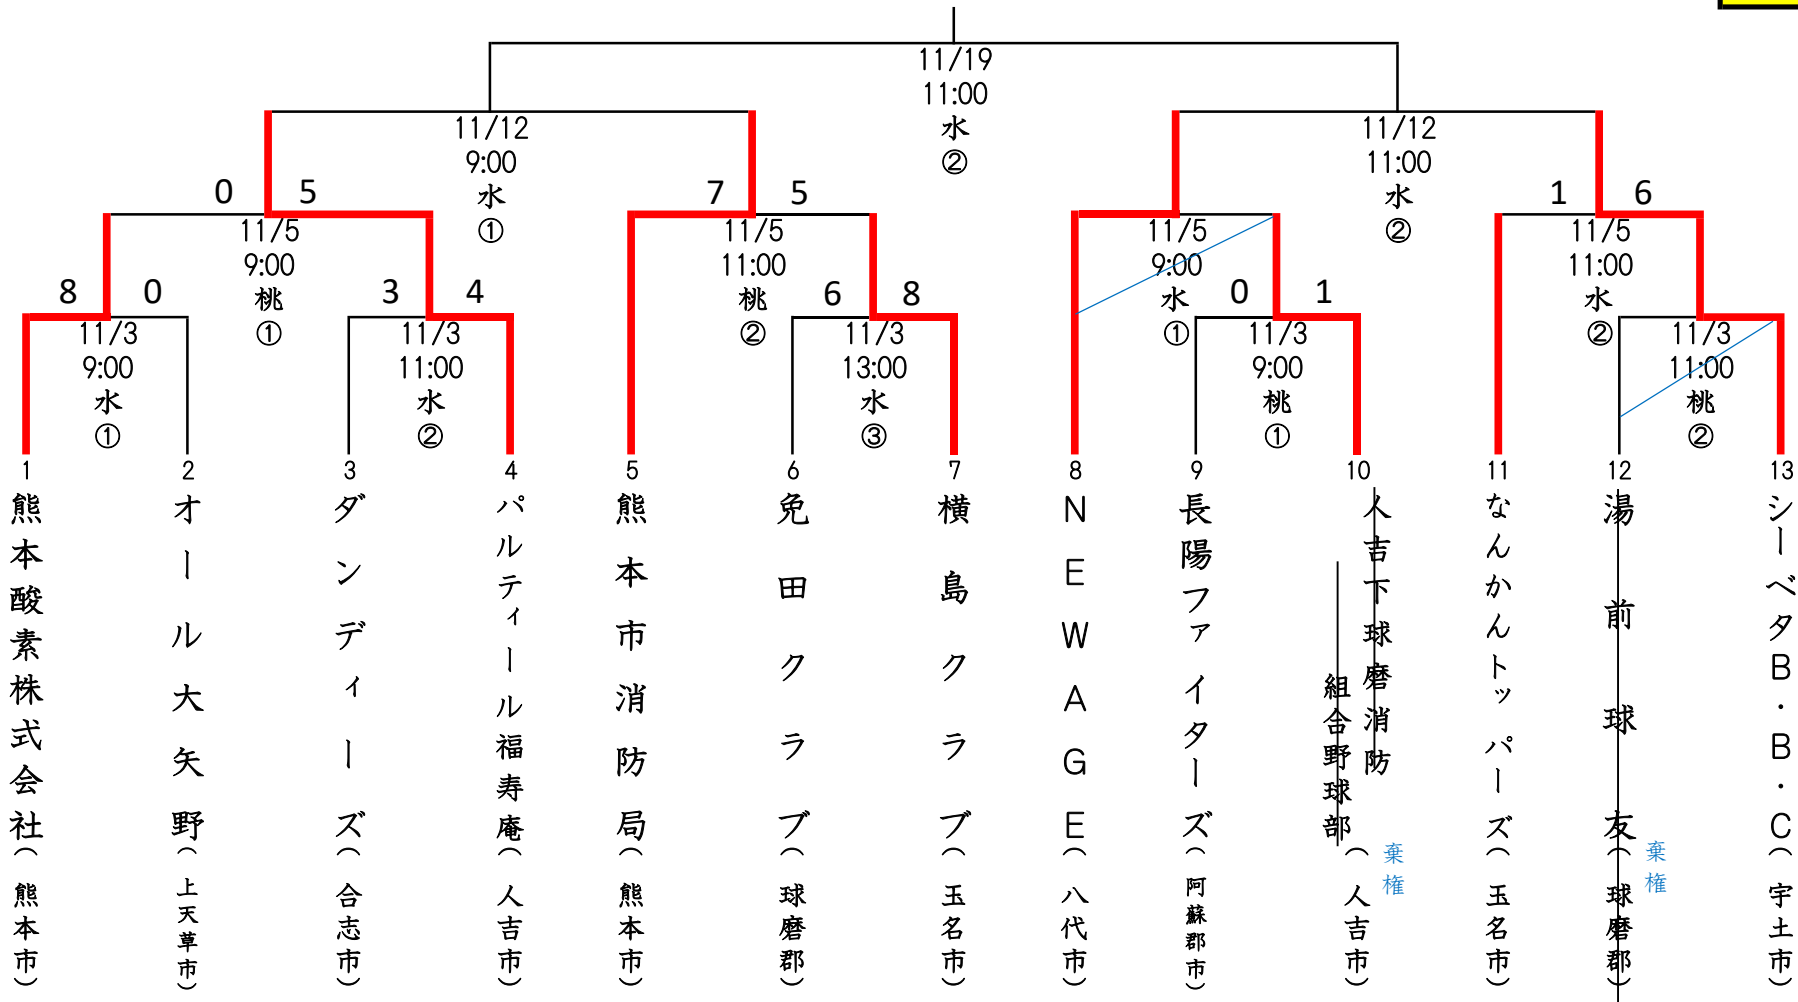 11/19
11:00
水
②
11/12
9:00
水
①
11/12
11:00
水
②
0 5
11/5
9:00
桃
①
7 5
11/5
11:00
桃
②
11/5
9:00
水
①
1 6
11/5
11:00
水
②
8 0
11/3
9:00
水
①
3 4
11/3
11:00
水
②
6 8
11/3
13:00
水
③
0 1
11/3
9:00
桃
①
11/3
11:00
桃
②
1
熊本酸素株式会社(熊本市)
2
オール大矢野(上天草市)
3
ダンディーズ(合志市)
4
パルティール福寿庵(人吉市)
5
熊本市消防局(熊本市)
6
免田クラブ(球磨郡)
7
横島クラブ(玉名市)
8
NEWAGE(八代市)
9
長陽ファイターズ(阿蘇郡市)
10
人吉下球磨消防
組合野球部(人吉市)
棄権
11
なんかんトッパーズ(玉名市)
12
湯前球友(球磨郡)
棄権
13
シーベタB・B・C(宇土市)